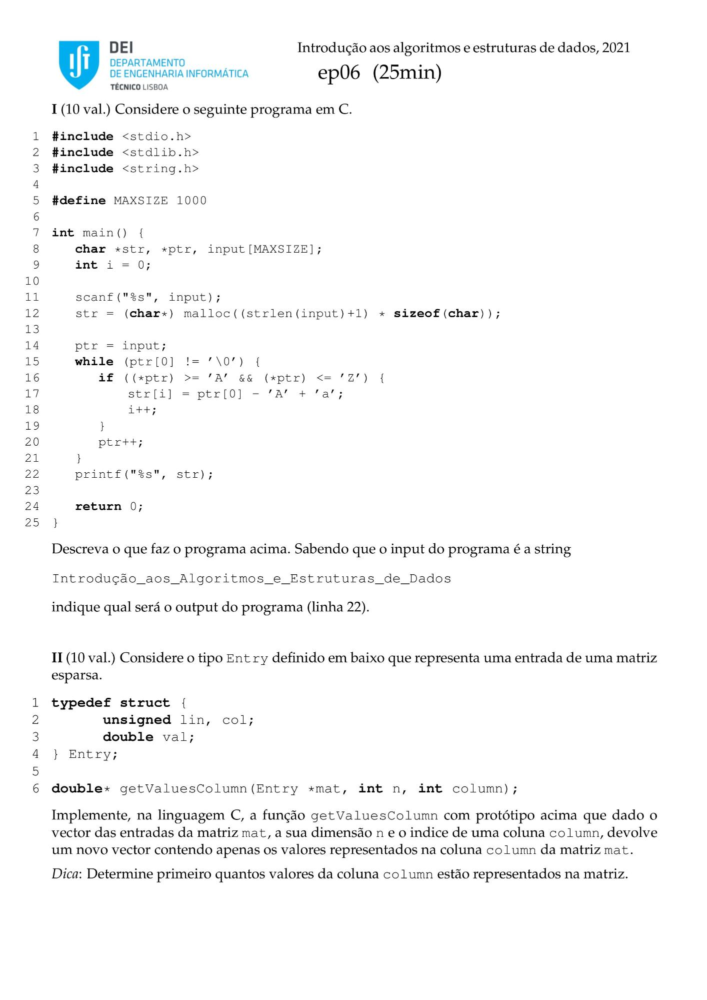 DEI
DEPARTAMENTO
DE ENGENHARIA INFORMÁTICA
TÉCNICO LISBOA
Introdução aos algoritmos e estruturas de dados, 2021
ep06 (25min)
I (10 val.) Considere o seguinte programa em C.
1 #include <stdio.h>
2 #include <stdlib.h>
3 #include <string.h>
4
5 #define MAXSIZE 1000
6
7 int main() {
8    char *str, *ptr, input[MAXSIZE];
9    int i = 0;
10
11    scanf("%s", input);
12    str = (char*) malloc((strlen(input)+1) * sizeof(char));
13
14    ptr = input;
15    while (ptr[0] != '\0') {
16       if ((*ptr) >= 'A' && (*ptr) <= 'Z') {
17           str[i] = ptr[0] - 'A' + 'a';
18           i++;
19       }
20       ptr++;
21    }
22    printf("%s", str);
23
24    return 0;
25 }
Descreva o que faz o programa acima. Sabendo que o input do programa é a string
Introdução_aos_Algoritmos_e_Estruturas_de_Dados
indique qual será o output do programa (linha 22).
II (10 val.) Considere o tipo Entry definido em baixo que representa uma entrada de uma matriz
esparsa.
1 typedef struct {
2       unsigned lin, col;
3       double val;
4 } Entry;
5
6 double* getValuesColumn(Entry *mat, int n, int column);
Implemente, na linguagem C, a função getValuesColumn com protótipo acima que dado o
vector das entradas da matriz mat, a sua dimensão n e o indice de uma coluna column, devolve
um novo vector contendo apenas os valores representados na coluna column da matriz mat.
Dica: Determine primeiro quantos valores da coluna column estão representados na matriz.